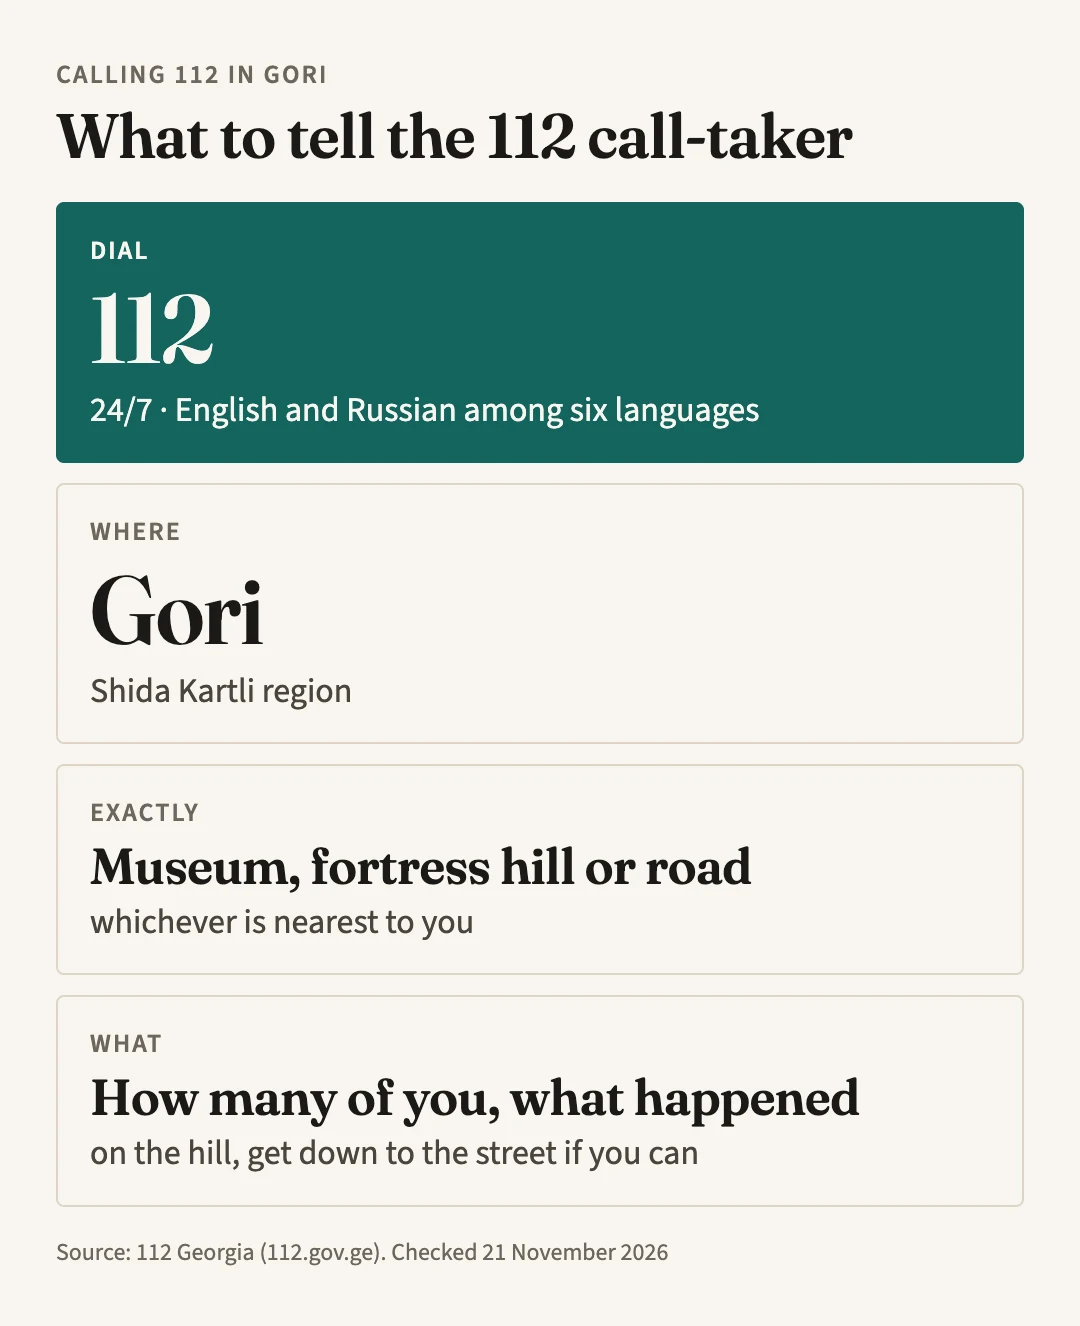 CALLING 112 IN GORI
What to tell the 112 call-taker
DIAL
112
24/7 · English and Russian among six languages
WHERE
Gori
Shida Kartli region
EXACTLY
Museum, fortress hill or road
whichever is nearest to you
WHAT
How many of you, what happened
on the hill, get down to the street if you can
Source: 112 Georgia (112.gov.ge). Checked 21 November 2026